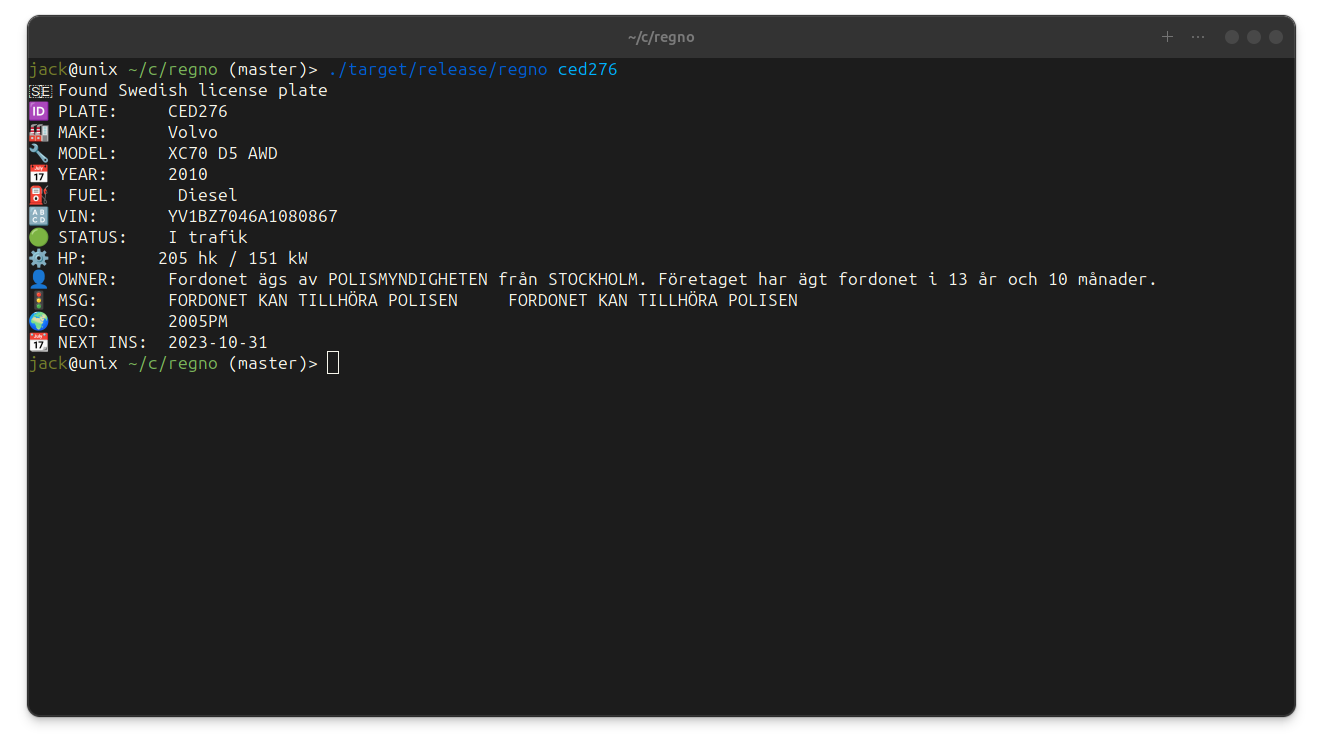 ~/c/regno
jack@unix ~/c/regno (master)> ./target/release/regno ced276
🇸🇪 Found Swedish license plate
🆔 PLATE: CED276
🏭 MAKE: Volvo
🔧 MODEL: XC70 D5 AWD
📅 YEAR: 2010
⛽ FUEL: Diesel
🔠 VIN: YV1BZ7046A1080867
🟢 STATUS: I trafik
⚙️ HP: 205 hk / 151 kW
👤 OWNER: Fordonet ägs av POLISMYNDIGHETEN från STOCKHOLM. Företaget har ägt fordonet i 13 år och 10 månader.
🚦 MSG: FORDONET KAN TILLHÖRA POLISEN FORDONET KAN TILLHÖRA POLISEN
🌍 ECO: 2005PM
📆 NEXT INS: 2023-10-31
jack@unix ~/c/regno (master)>